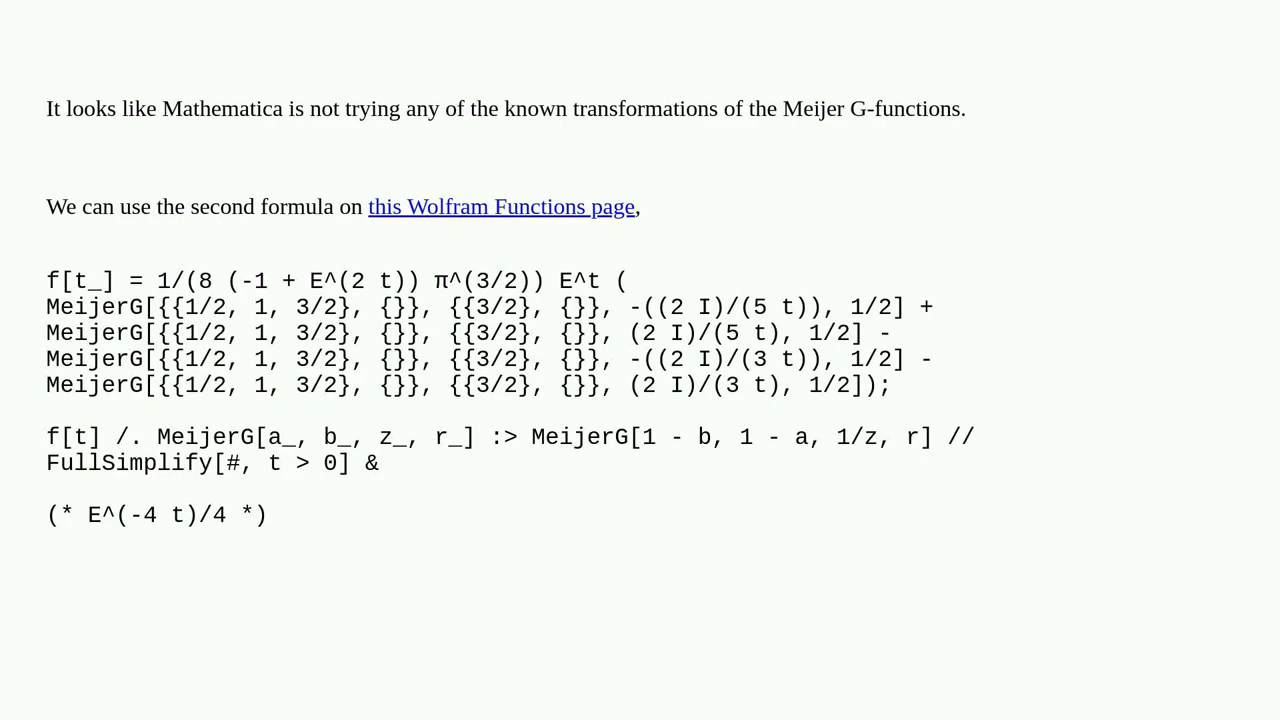 It looks like Mathematica is not trying any of the known transformations of the Meijer G-functions.
We can use the second formula on this Wolfram Functions page,
f[t_] = 1/(8 (-1 + E^(2 t)) π^(3/2)) E^t (
MeijerG[{{1/2, 1, 3/2}, {}}, {{3/2}, {}}, -((2 I)/(5 t)), 1/2] +
MeijerG[{{1/2, 1, 3/2}, {}}, {{3/2}, {}}, (2 I)/(5 t), 1/2] -
MeijerG[{{1/2, 1, 3/2}, {}}, {{3/2}, {}}, -((2 I)/(3 t)), 1/2] -
MeijerG[{{1/2, 1, 3/2}, {}}, {{3/2}, {}}, (2 I)/(3 t), 1/2]);
f[t] /. MeijerG[a_, b_, z_, r_] :> MeijerG[1 - b, 1 - a, 1/z, r] //
FullSimplify[#, t > 0] &
(* E^(-4 t)/4 *)